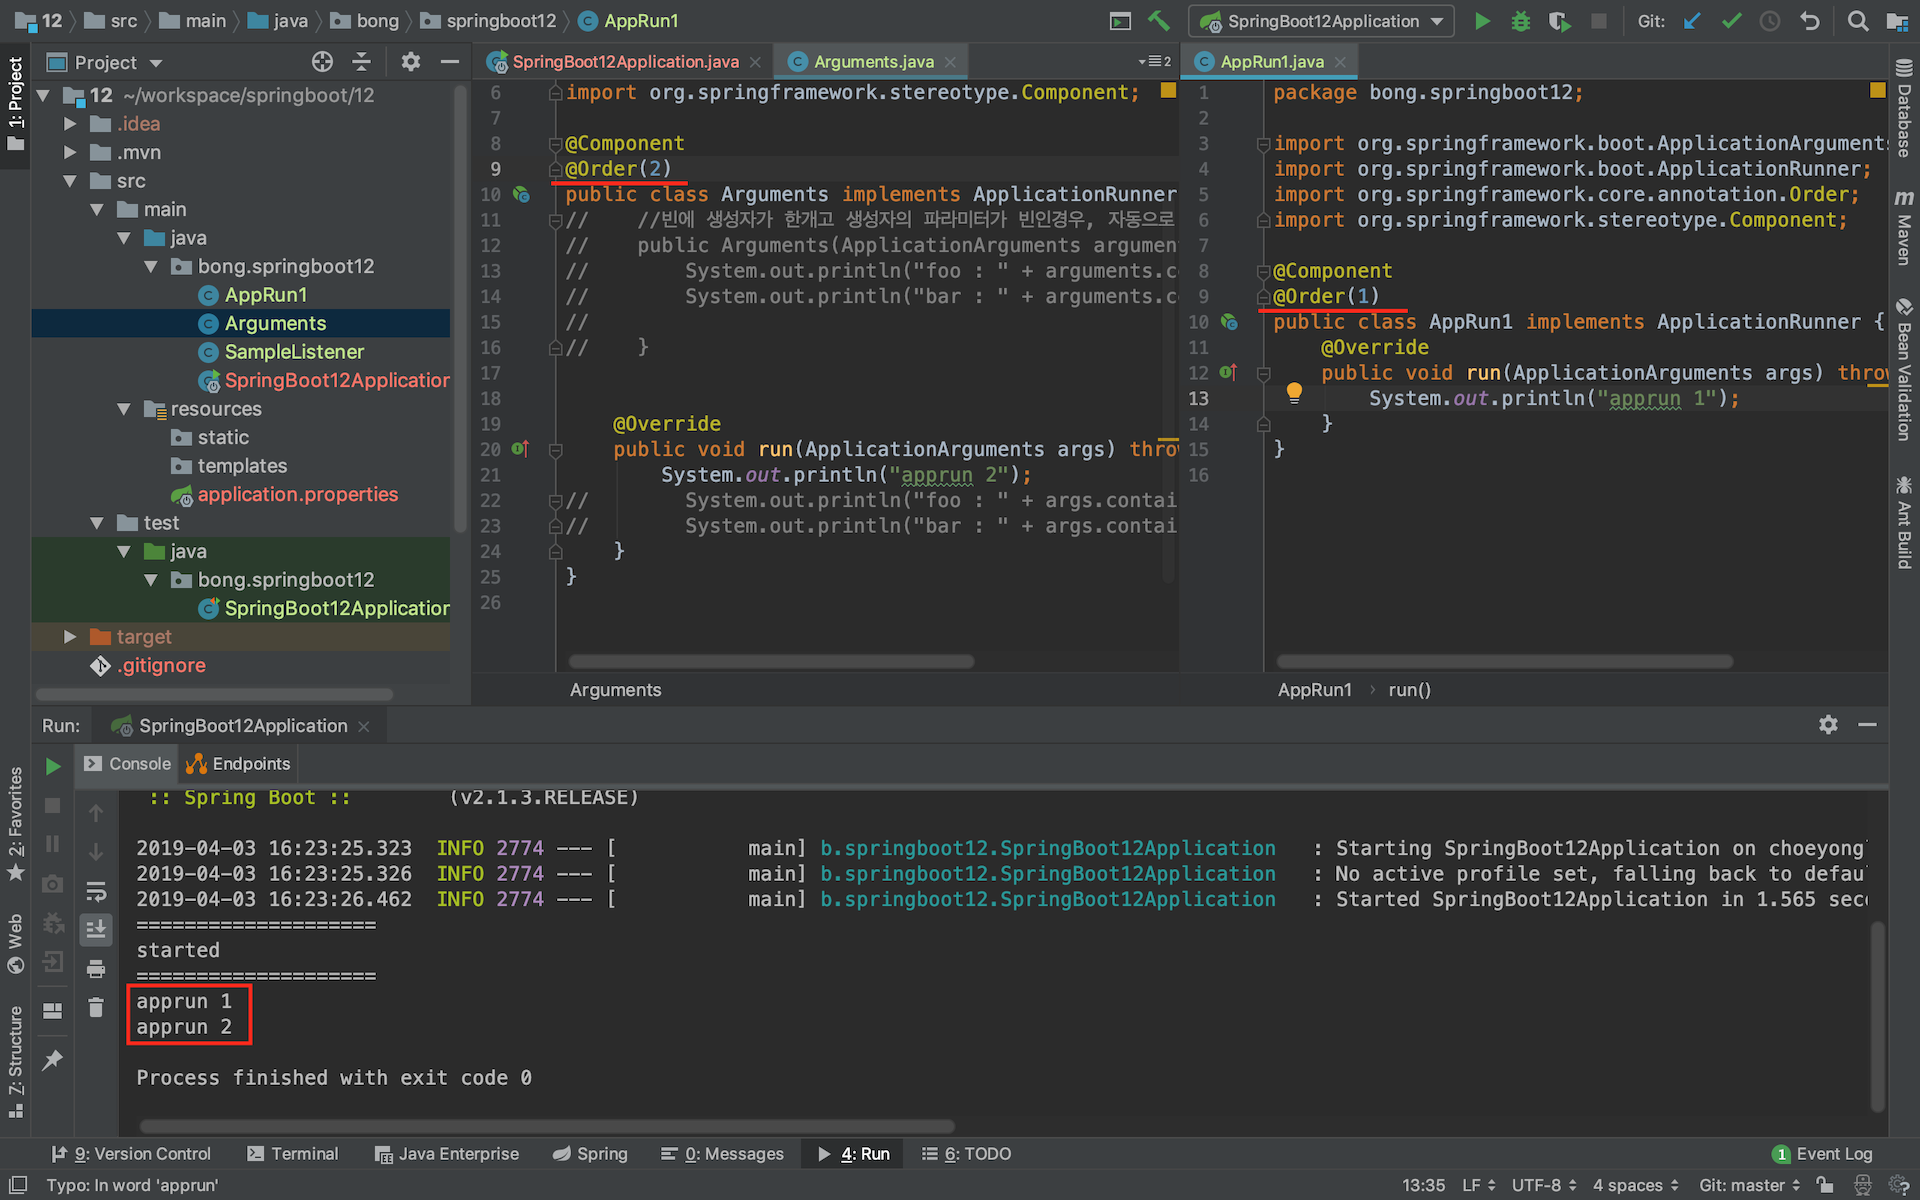 12 src main java bong springboot12 AppRun1 SpringBoot12Application Git:
Project
SpringBoot12Application.java Arguments.java 2 AppRun1.java
1: Project
12 ~/workspace/springboot/12
.idea
.mvn
src
main
java
bong.springboot12
AppRun1
Arguments
SampleListener
SpringBoot12Application
resources
static
templates
application.properties
test
java
bong.springboot12
SpringBoot12Application
target
.gitignore
6 import org.springframework.stereotype.Component;
7
8 @Component
9 @Order(2)
10 public class Arguments implements ApplicationRunner
11 // //빈에 생성자가 한개고 생성자의 파라미터가 빈인경우, 자동으로
12 // public Arguments(ApplicationArguments argumen
13 // System.out.println("foo : " + arguments.c
14 // System.out.println("bar : " + arguments.c
15 //
16 // }
17
18
19 @Override
20 public void run(ApplicationArguments args) thro
21 System.out.println("apprun 2");
22 // System.out.println("foo : " + args.contai
23 // System.out.println("bar : " + args.contai
24 }
25 }
26
Arguments
1 package bong.springboot12;
2
3 import org.springframework.boot.ApplicationArguments
4 import org.springframework.boot.ApplicationRunner;
5 import org.springframework.core.annotation.Order;
6 import org.springframework.stereotype.Component;
7
8 @Component
9 @Order(1)
10 public class AppRun1 implements ApplicationRunner {
11 @Override
12 public void run(ApplicationArguments args) throw
13 System.out.println("apprun 1");
14 }
15 }
16
AppRun1 run()
Database
Maven
Bean Validation
Ant Build
Run: SpringBoot12Application
Console Endpoints
:: Spring Boot :: (v2.1.3.RELEASE)
2019-04-03 16:23:25.323 INFO 2774 --- [ main] b.springboot12.SpringBoot12Application : Starting SpringBoot12Application on choeyong
2019-04-03 16:23:25.326 INFO 2774 --- [ main] b.springboot12.SpringBoot12Application : No active profile set, falling back to defau
2019-04-03 16:23:26.462 INFO 2774 --- [ main] b.springboot12.SpringBoot12Application : Started SpringBoot12Application in 1.565 sec
====================
started
====================
apprun 1
apprun 2
Process finished with exit code 0
2: Favorites
Web
Z: Structure
9: Version Control Terminal Java Enterprise Spring 0: Messages 4: Run 6: TODO 1 Event Log
Typo: In word 'apprun' 13:35 LF UTF-8 4 spaces Git: master